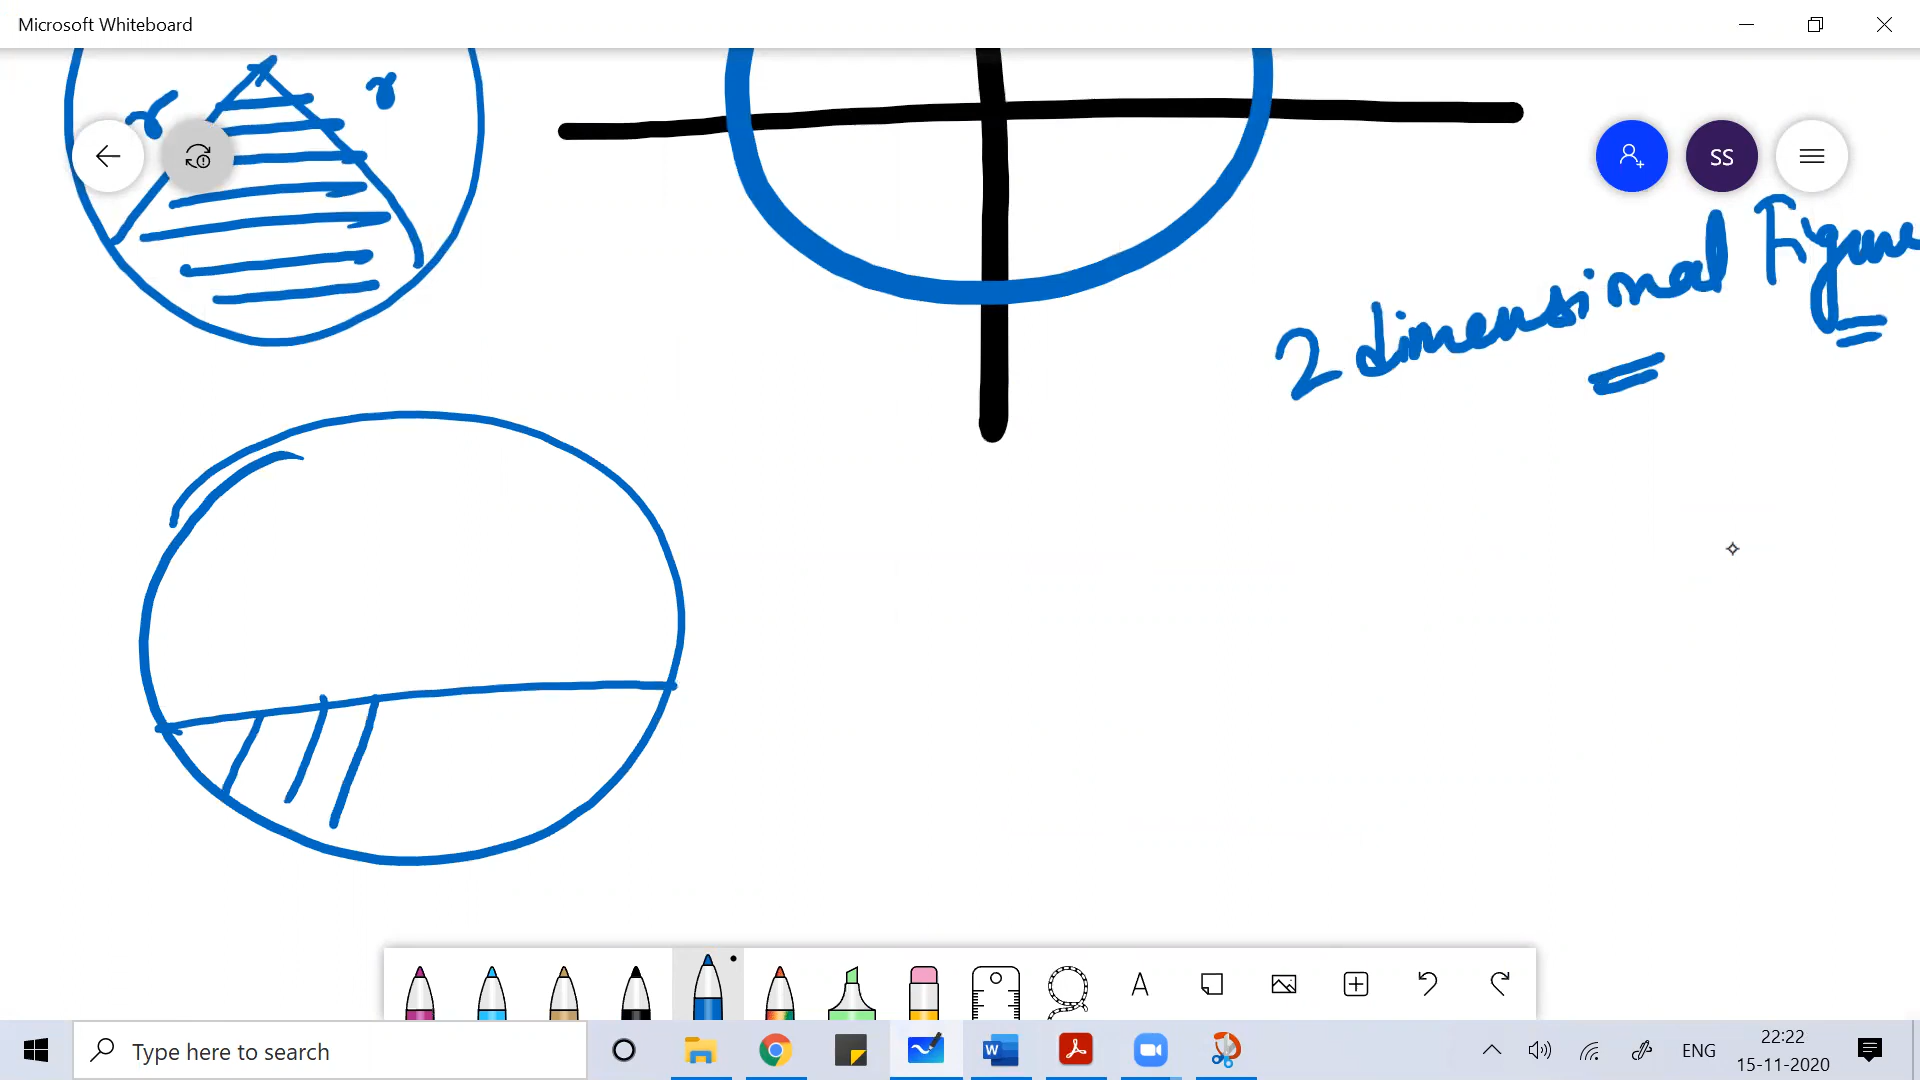 Microsoft Whiteboard
r
r
SS
2 dimensional Figure
A
Type here to search
W
ENG
22:22
15-11-2020